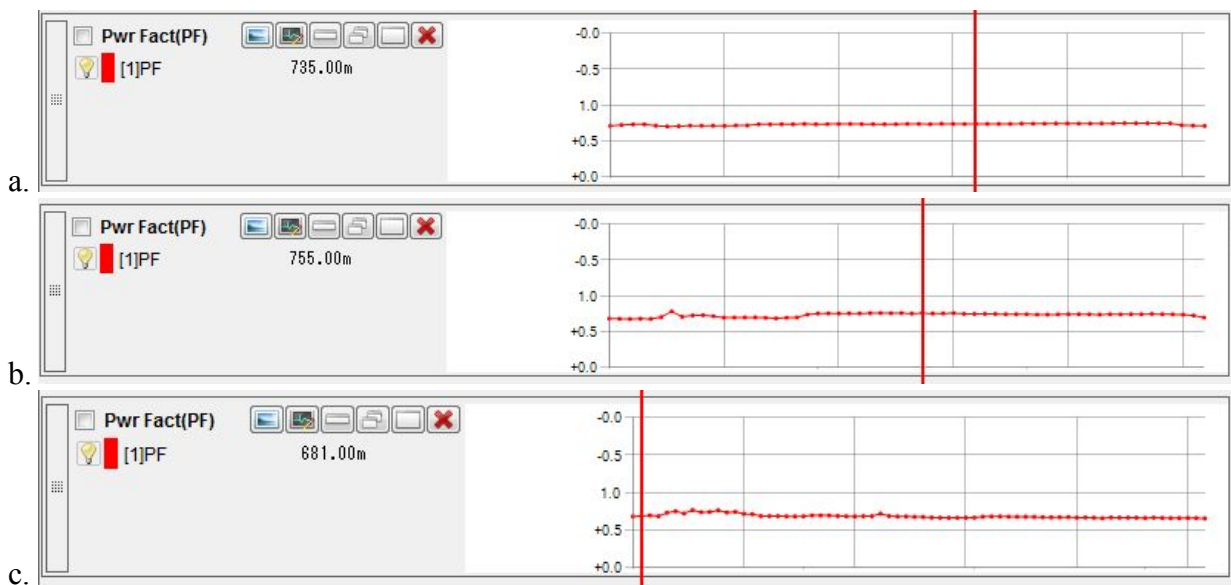 Pwr Fact(PF)
[1]PF 735.00m
-0.0
-0.5
1.0
+0.5
+0.0
a.
Pwr Fact(PF)
[1]PF 755.00m
-0.0
-0.5
1.0
+0.5
+0.0
b.
Pwr Fact(PF)
[1]PF 681.00m
-0.0
-0.5
1.0
+0.5
+0.0
c.